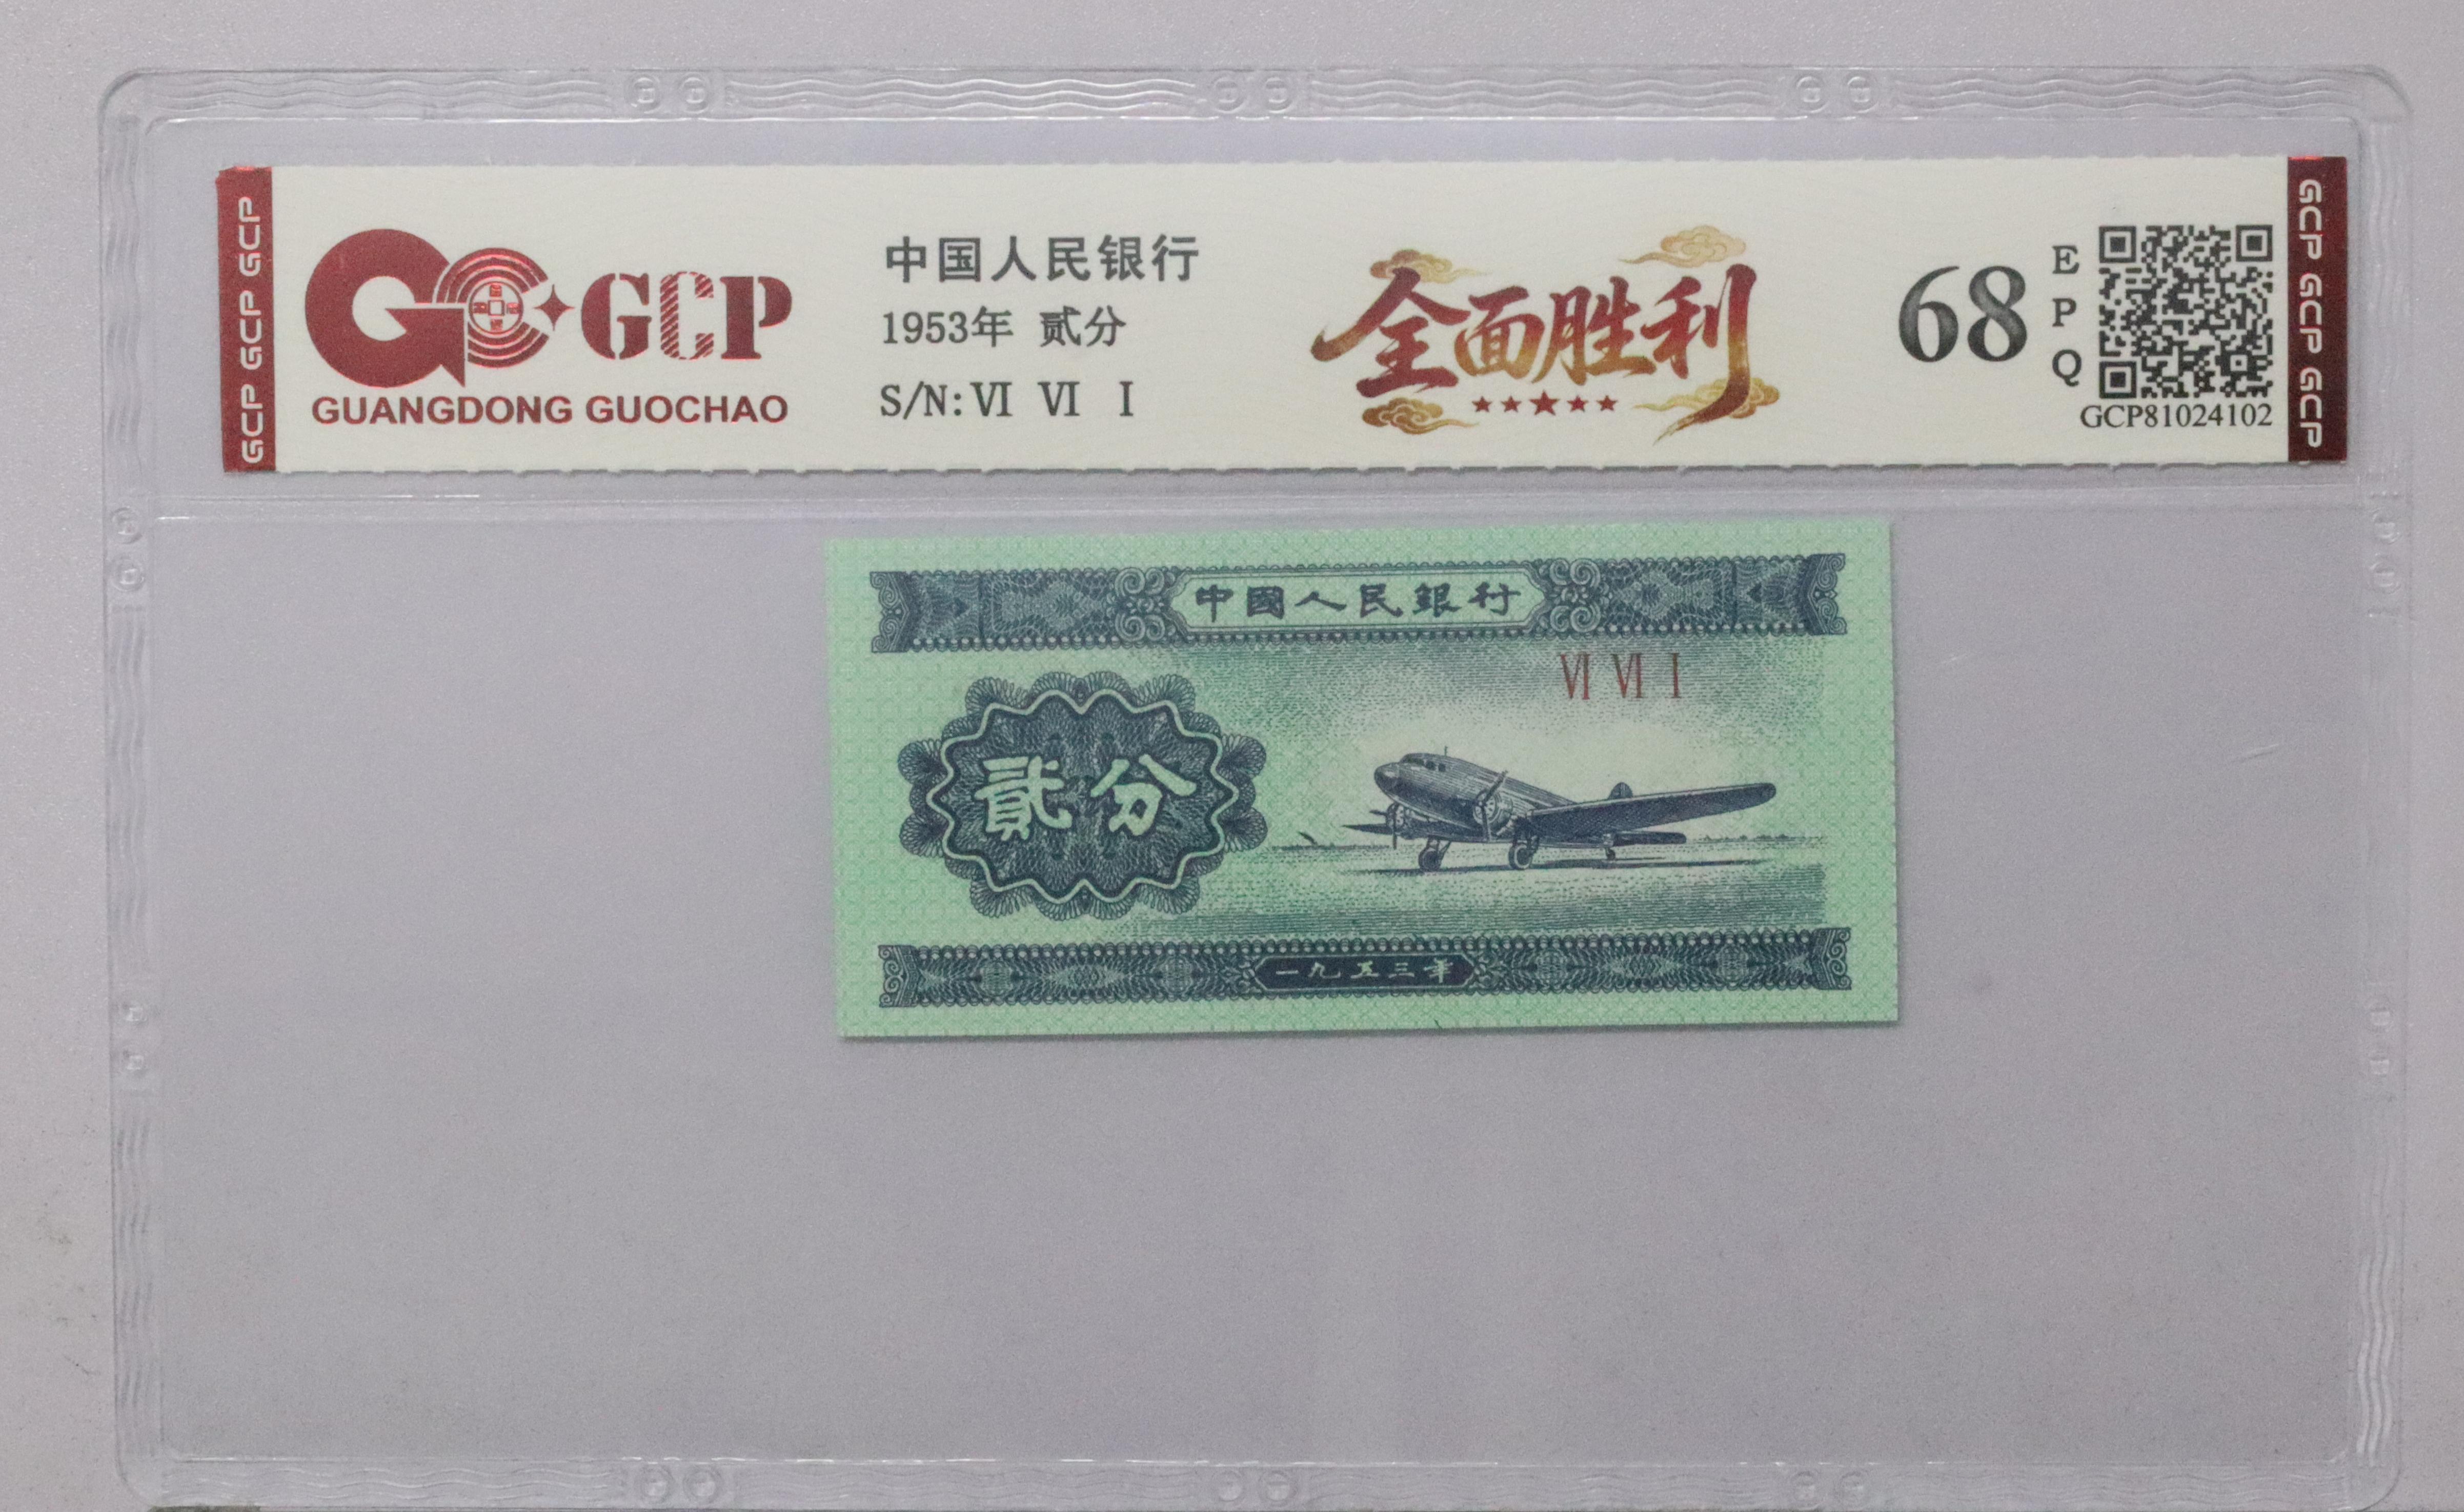 GCP GCP GCP
GCP
GUANGDONG GUOCHAO
中国人民银行
1953年 贰分
S/N:VI VI I
全面胜利
★★★★★
68
E
P
Q
GCP81024102
GCP GCP GCP
中國人民銀行
VI VI I
貳分
一九五三年